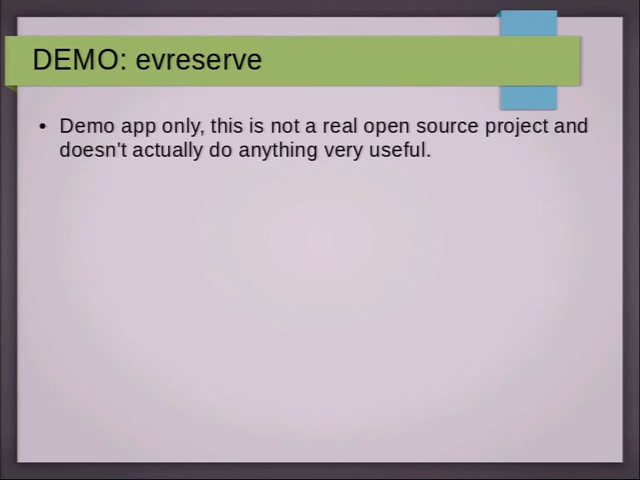 DEMO: evreserve
• Demo app only, this is not a real open source project and
doesn't actually do anything very useful.